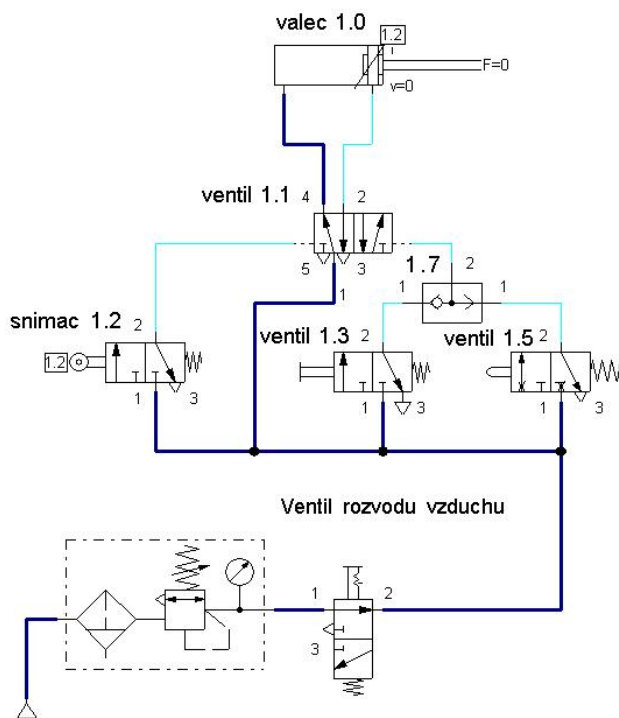 valec 1.0
1.2
F=0
v=0
ventil 1.1
4 2
5 3
1
1.7
2
1 1
snimac 1.2
2
1.2
1 3
ventil 1.3
2
1 3
ventil 1.5
2
1 3
Ventil rozvodu vzduchu
1 2
3